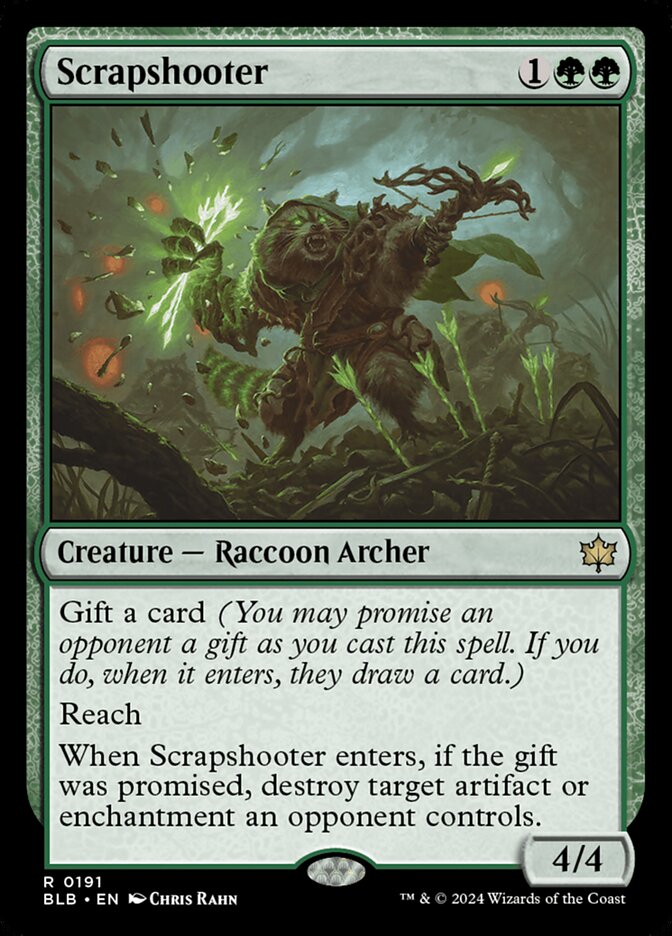 Scrapshooter 1
Creature — Raccoon Archer
Gift a card (You may promise an
opponent a gift as you cast this spell. If you
do, when it enters, they draw a card.)
Reach
When Scrapshooter enters, if the gift
was promised, destroy target artifact or
enchantment an opponent controls.
4/4
R 0191
BLB • EN Chris Rahn ™ & © 2024 Wizards of the Coast